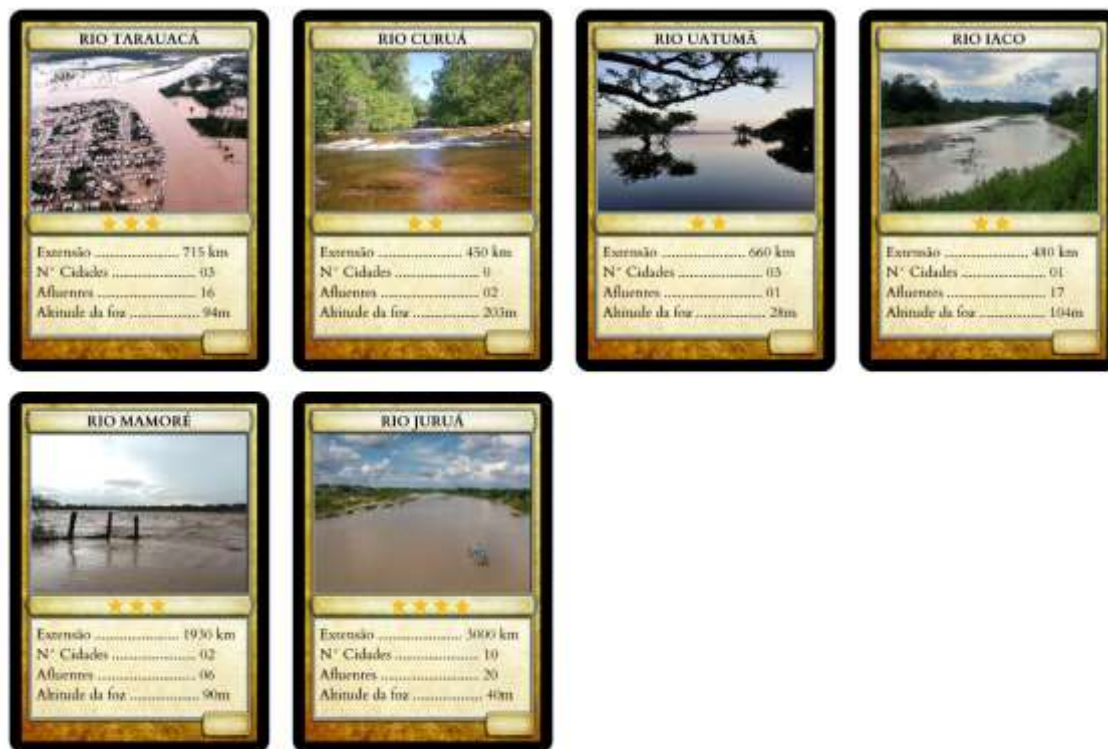 RIO TARAUACÁ
Extensão ........................ 715 km
N° Cidades ........................ 03
Afluentes ........................... 16
Altitude da foz ................. 94m
RIO CURUÁ
Extensão ........................ 450 km
N° Cidades ........................ 0
Afluentes ........................... 02
Altitude da foz ................. 203m
RIO UATUMÃ
Extensão ........................ 660 km
N° Cidades ........................ 03
Afluentes ........................... 01
Altitude da foz .................... 28m
RIO IACO
Extensão ........................ 480 km
N° Cidades ........................ 01
Afluentes ........................... 17
Altitude da foz ................. 104m
RIO MAMORÉ
Extensão ........................ 1930 km
N° Cidades ........................ 02
Afluentes ........................... 06
Altitude da foz ................. 90m
RIO JURUÁ
Extensão ........................ 3000 km
N° Cidades ........................ 10
Afluentes ........................... 20
Altitude da foz ................. 40m